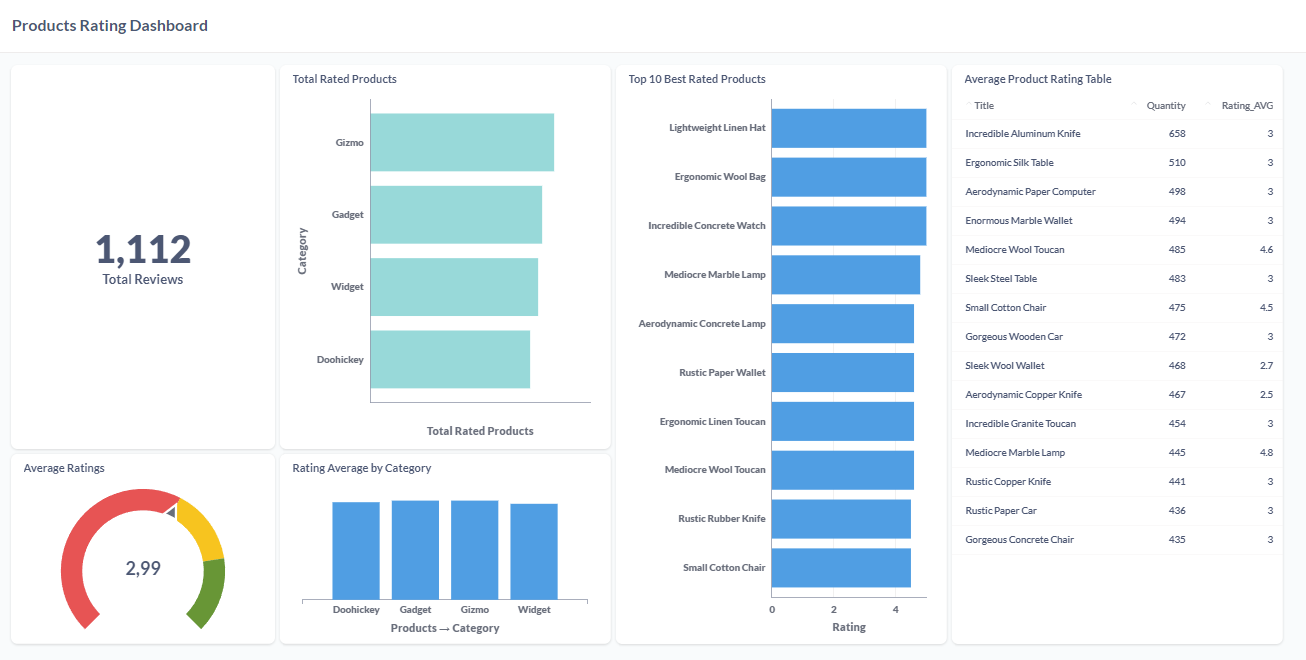 Products Rating Dashboard
1,112
Total Reviews
Total Rated Products
Category
Gizmo
Gadget
Widget
Doohickey
Total Rated Products
Average Ratings
2,99
Rating Average by Category
Doohickey Gadget Gizmo Widget
Products → Category
Top 10 Best Rated Products
Lightweight Linen Hat
Ergonomic Wool Bag
Incredible Concrete Watch
Mediocre Marble Lamp
Aerodynamic Concrete Lamp
Rustic Paper Wallet
Ergonomic Linen Toucan
Mediocre Wool Toucan
Rustic Rubber Knife
Small Cotton Chair
0 2 4
Rating
Average Product Rating Table
Title Quantity Rating_AVG
Incredible Aluminum Knife 658 3
Ergonomic Silk Table 510 3
Aerodynamic Paper Computer 498 3
Enormous Marble Wallet 494 3
Mediocre Wool Toucan 485 4.6
Sleek Steel Table 483 3
Small Cotton Chair 475 4.5
Gorgeous Wooden Car 472 3
Sleek Wool Wallet 468 2.7
Aerodynamic Copper Knife 467 2.5
Incredible Granite Toucan 454 3
Mediocre Marble Lamp 445 4.8
Rustic Copper Knife 441 3
Rustic Paper Car 436 3
Gorgeous Concrete Chair 435 3